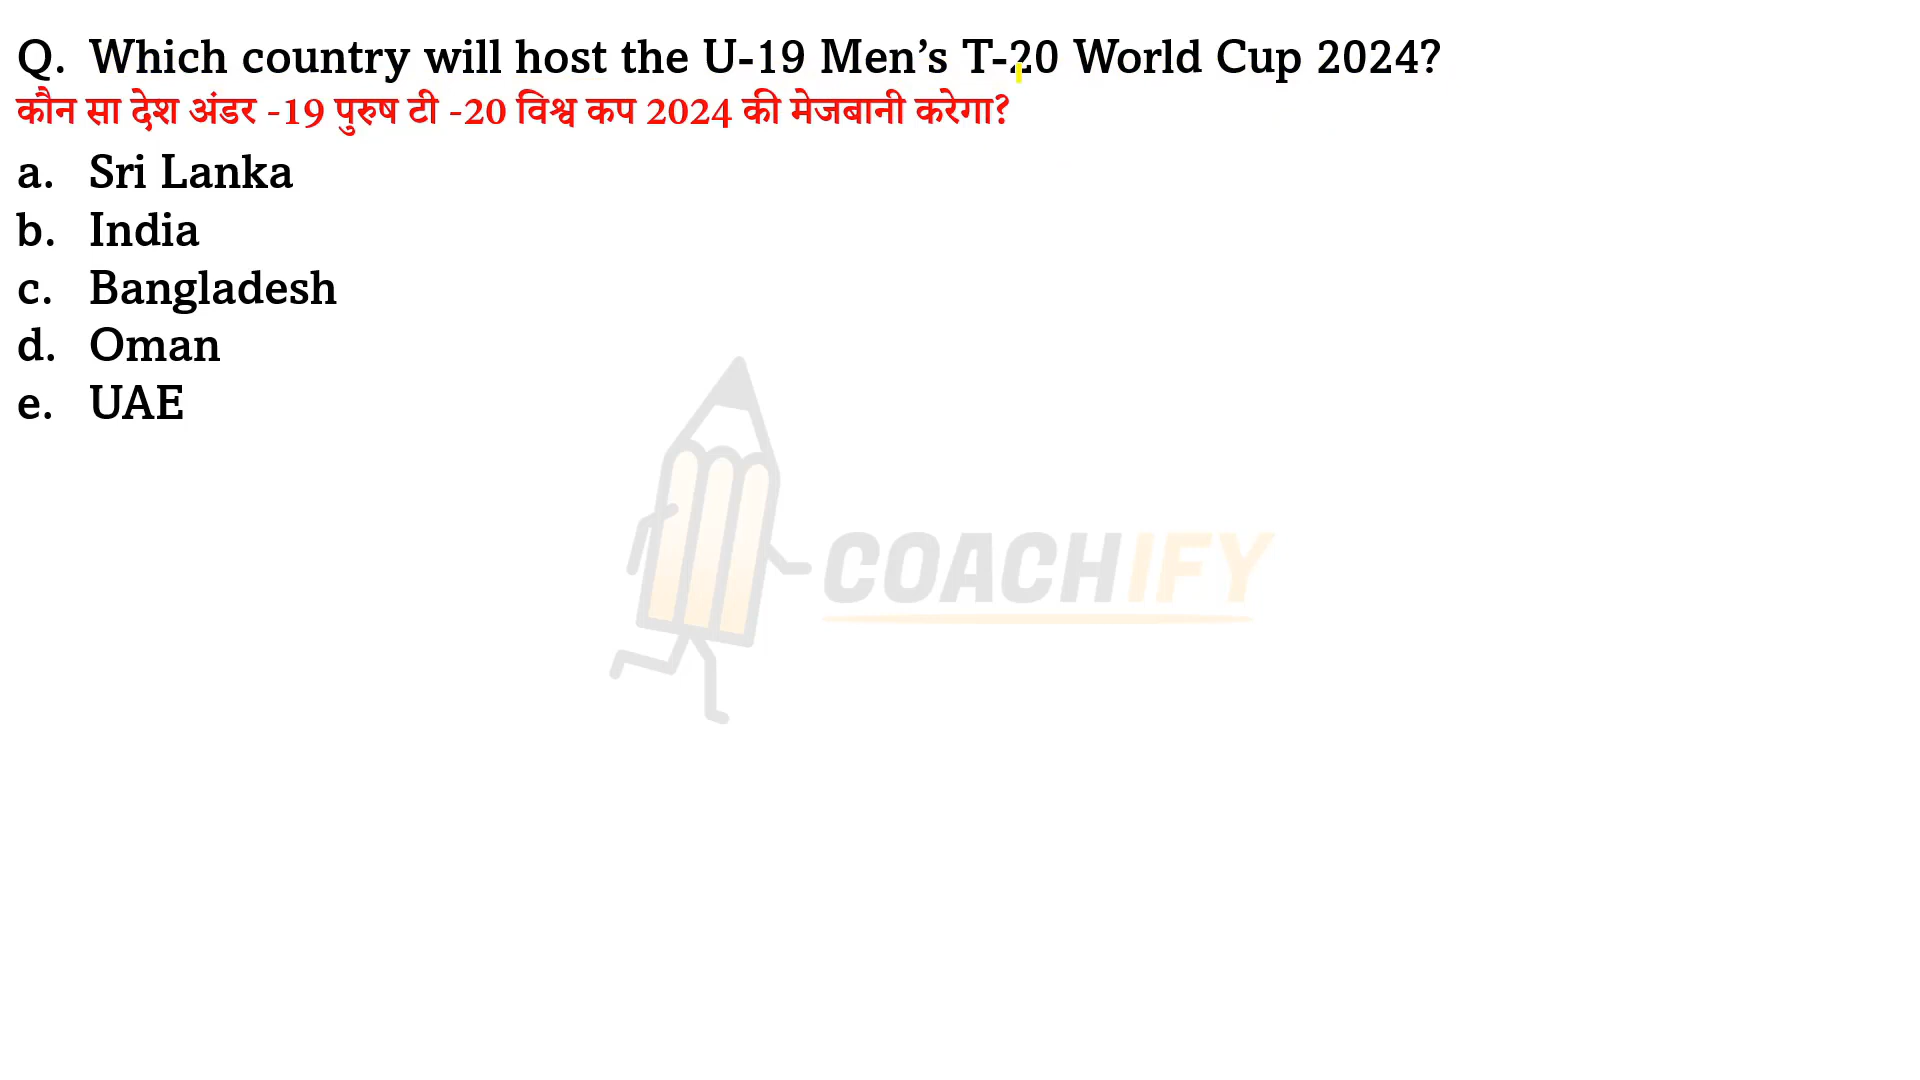 Q. Which country will host the U-19 Men’s T-20 World Cup 2024?
कौन सा देश अंडर -19 पुरुष टी -20 विश्व कप 2024 की मेजबानी करेगा?
a. Sri Lanka
b. India
c. Bangladesh
d. Oman
e. UAE
COACHIFY